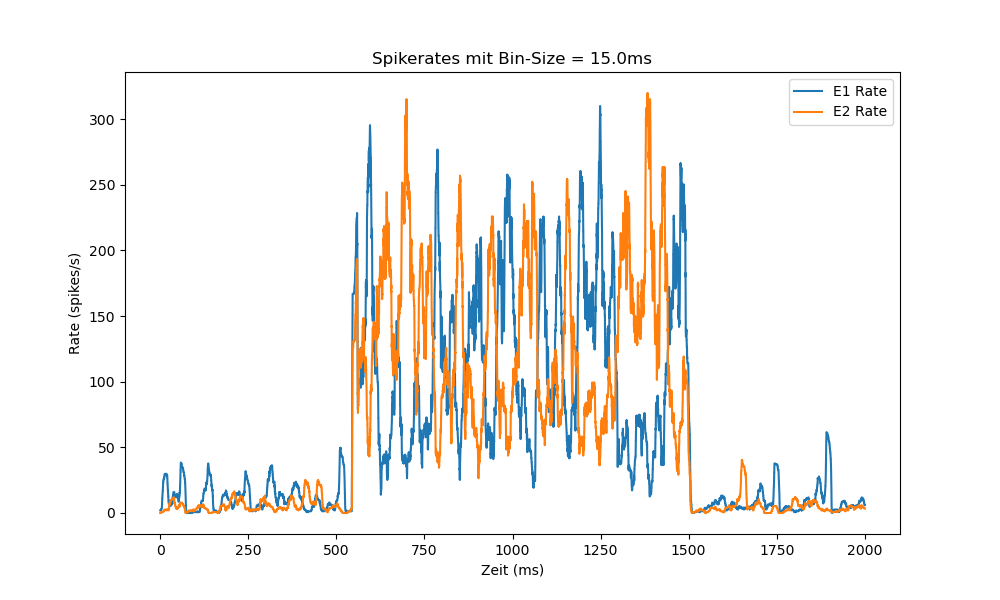 Spikerates mit Bin-Size = 15.0ms
E1 Rate
E2 Rate
Rate (spikes/s)
300
250
200
150
100
50
0
0 250 500 750 1000 1250 1500 1750 2000
Zeit (ms)